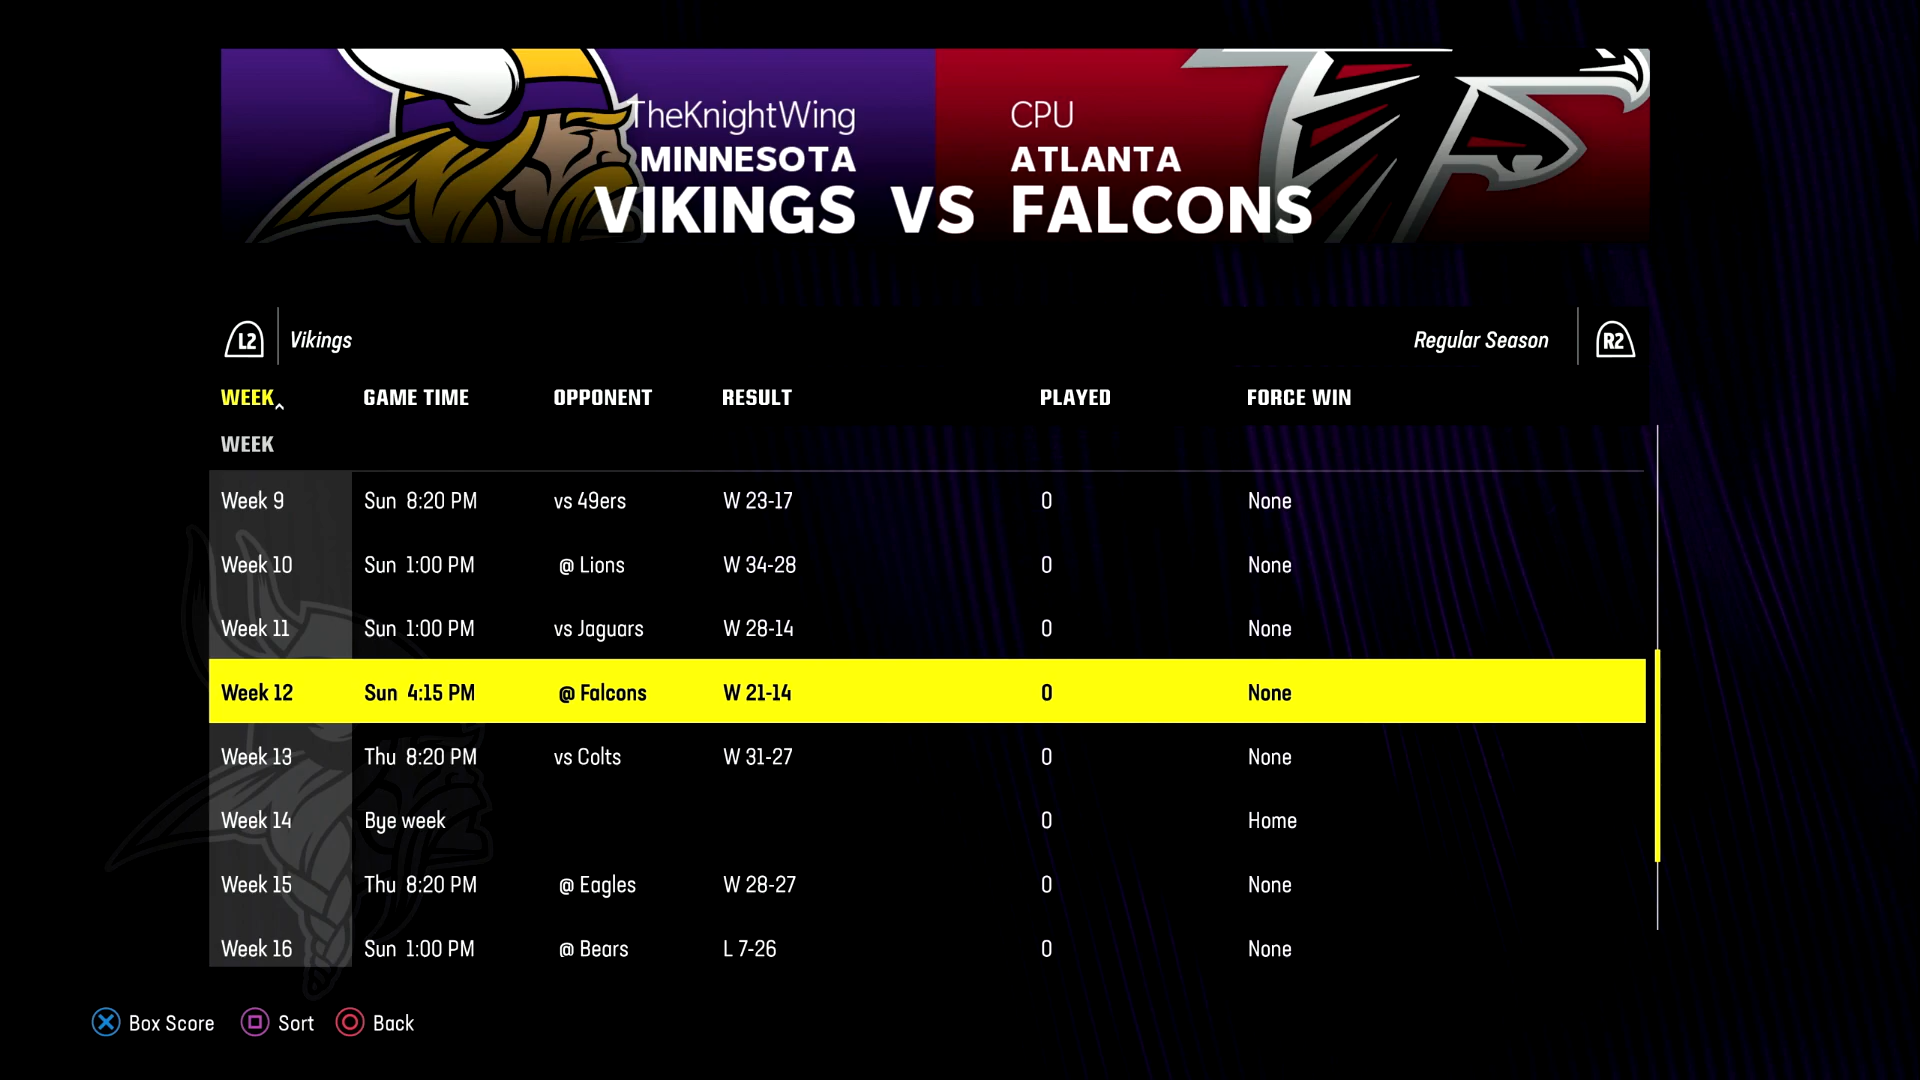 TheKnightWing CPU
MINNESOTA ATLANTA
VIKINGS VS FALCONS
L2 Vikings Regular Season R2
WEEK GAME TIME OPPONENT RESULT PLAYED FORCE WIN
WEEK
Week 9 Sun 8:20 PM vs 49ers W 23-17 0 None
Week 10 Sun 1:00 PM @ Lions W 34-28 0 None
Week 11 Sun 1:00 PM vs Jaguars W 28-14 0 None
Week 12 Sun 4:15 PM @ Falcons W 21-14 0 None
Week 13 Thu 8:20 PM vs Colts W 31-27 0 None
Week 14 Bye week 0 Home
Week 15 Thu 8:20 PM @ Eagles W 28-27 0 None
Week 16 Sun 1:00 PM @ Bears L 7-26 0 None
Box Score Sort Back